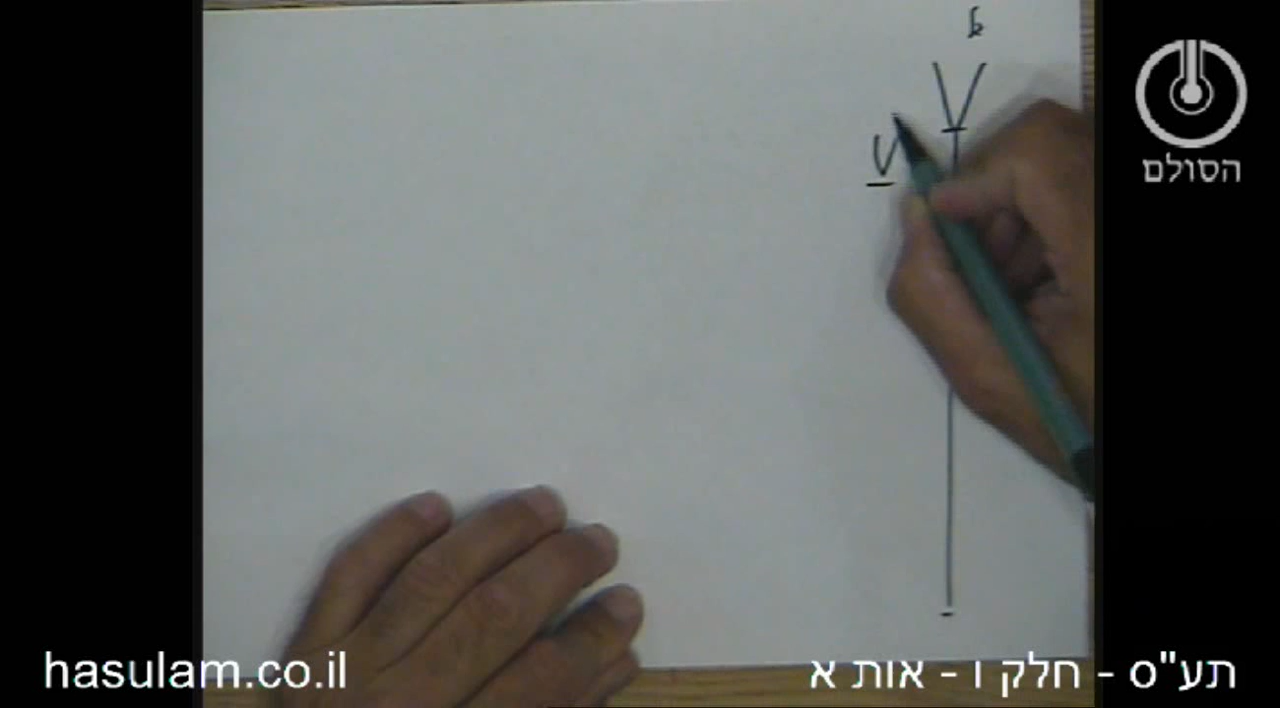 הסולם
hasulam.co.il
תע"ס - חלק ו - אות א